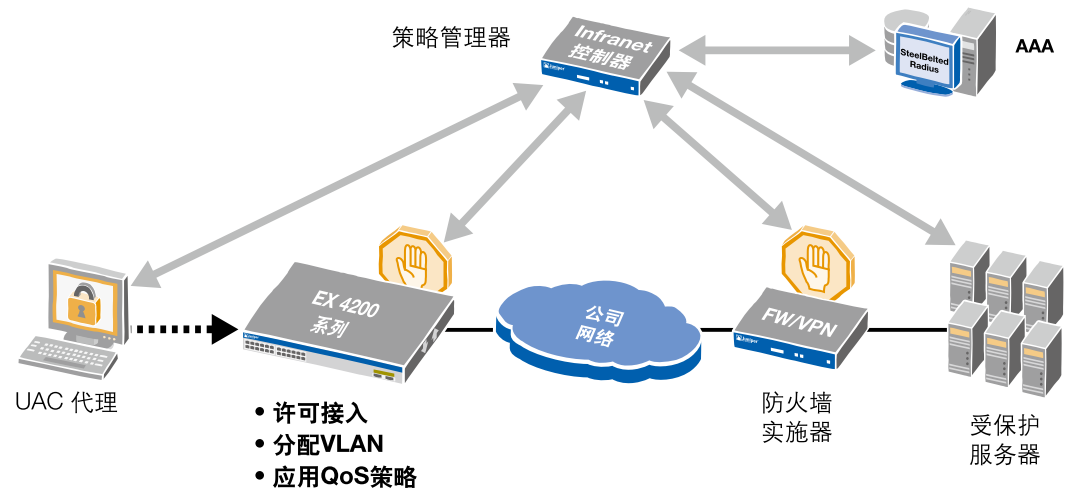 策略管理器
Infranet
控制器
SteelBelted
Radius
AAA
EX 4200
系列
公司
网络
FW/VPN
UAC 代理
• 许可接入
• 分配VLAN
• 应用QoS策略
防火墙
实施器
受保护
服务器